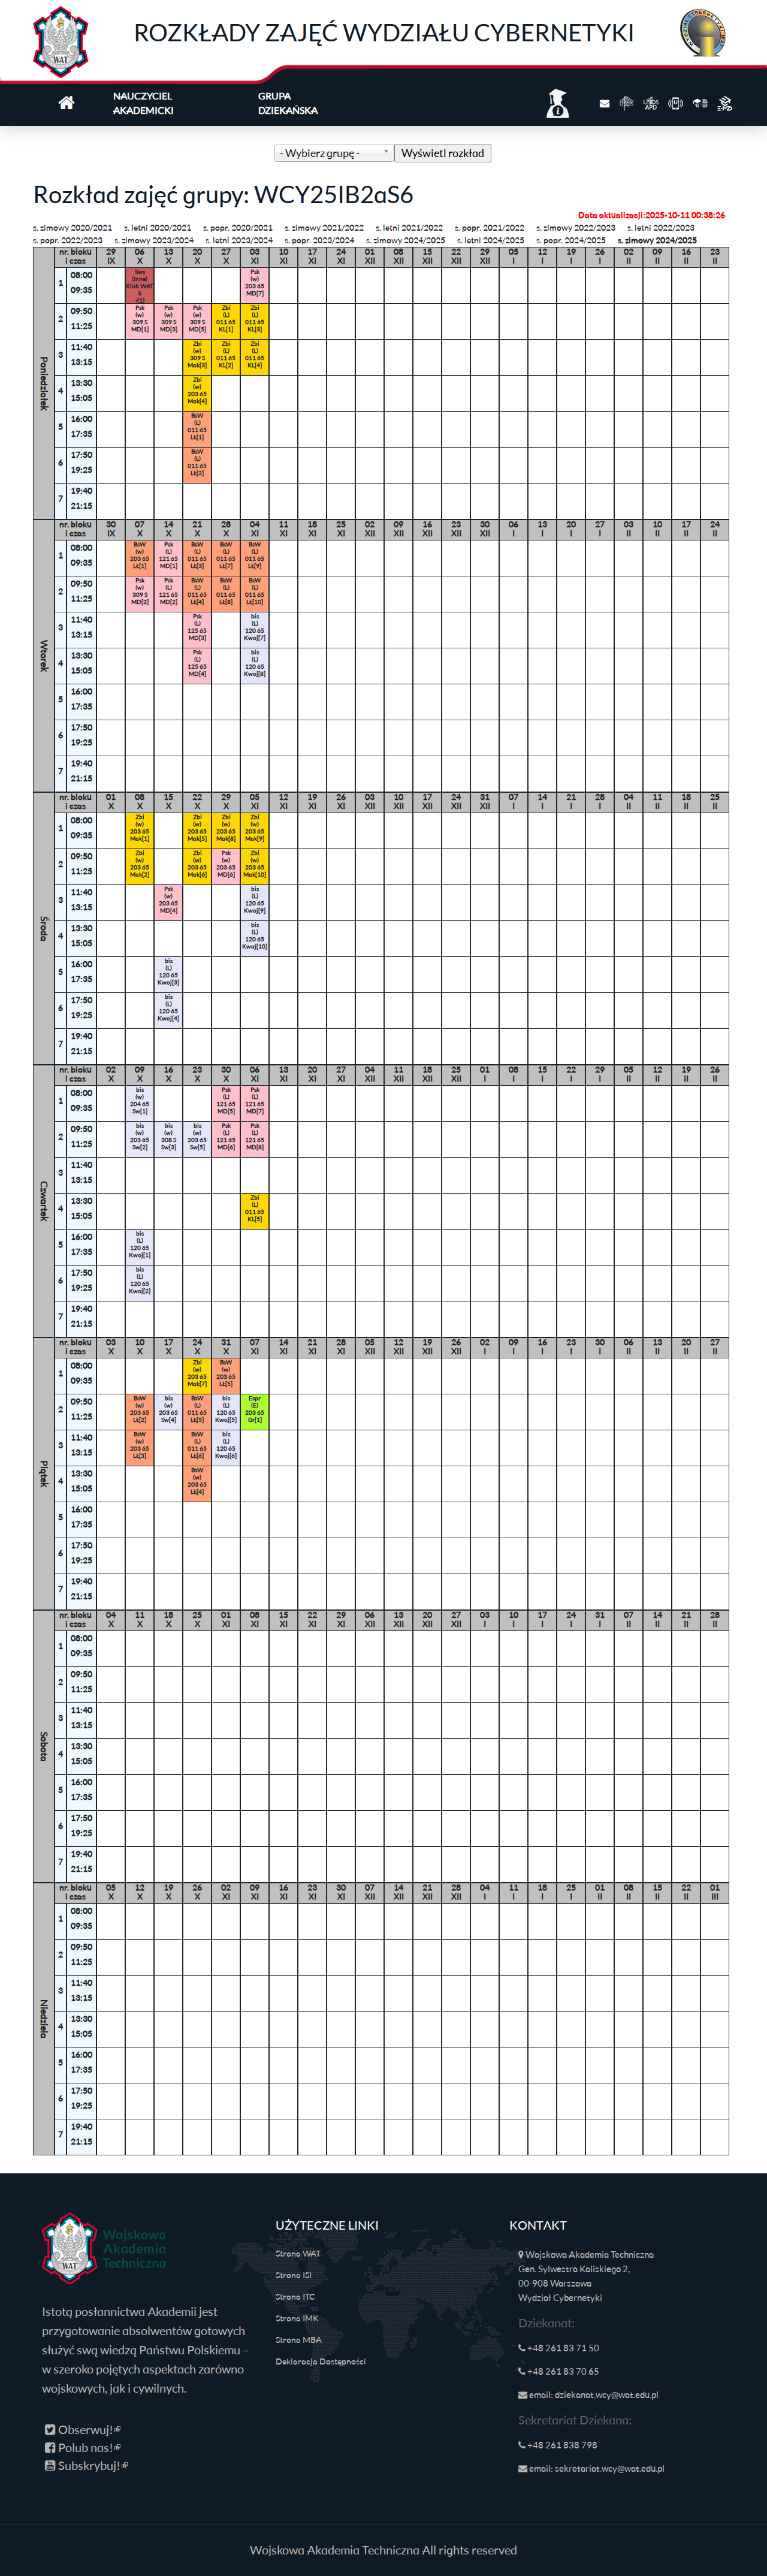 ROZKŁADY ZAJĘĆ WYDZIAŁU CYBERNETYKI
NAUCZYCIEL AKADEMICKI
GRUPA DZIEKAŃSKA
- Wybierz grupę -
Wyświetl rozkład
Rozkład zajęć grupy: WCY25IB2aS6
Data aktualizacji:2025-10-11 00:38:26
s. zimowy 2020/2021 s. letni 2020/2021 s. popr. 2020/2021 s. zimowy 2021/2022 s. letni 2021/2022 s. popr. 2021/2022 s. zimowy 2022/2023 s. letni 2022/2023
s. popr. 2022/2023 s. zimowy 2023/2024 s. letni 2023/2024 s. popr. 2023/2024 s. zimowy 2024/2025 s. letni 2024/2025 s. popr. 2024/2025 s. zimowy 2024/2025
Poniedziałek
nr. bloku i czas 29 IX 06 X 13 X 20 X 27 X 03 XI 10 XI 17 XI 24 XI 01 XII 08 XII 15 XII 22 XII 29 XII 05 I 12 I 19 I 26 I 02 II 09 II 16 II 23 II
1 08:00 09:35 Sws (inne) Klub WAT k -[1] Psk (w) 203 65 MD[7]
2 09:50 11:25 Psk (w) 309 S MD[1] Psk (w) 309 S MD[3] Psk (w) 309 S MD[5] Zbi (L) 011 65 KL[1] Zbi (L) 011 65 KL[3]
3 11:40 13:15 Zbi (w) 309 S Mak[3] Zbi (L) 011 65 KL[2] Zbi (L) 011 65 KL[4]
4 13:30 15:05 Zbi (w) 203 65 Mak[4]
5 16:00 17:35 BsW (L) 011 65 LŁ[1]
6 17:50 19:25 BsW (L) 011 65 LŁ[2]
7 19:40 21:15
Wtorek
nr. bloku i czas 30 IX 07 X 14 X 21 X 28 X 04 XI 11 XI 18 XI 25 XI 02 XII 09 XII 16 XII 23 XII 30 XII 06 I 13 I 20 I 27 I 03 II 10 II 17 II 24 II
1 08:00 09:35 BsW (w) 203 65 LŁ[1] Psk (L) 121 65 MD[1] BsW (L) 011 65 LŁ[3] BsW (L) 011 65 LŁ[7] BsW (L) 011 65 LŁ[9]
2 09:50 11:25 Psk (w) 309 S MD[2] Psk (L) 121 65 MD[2] BsW (L) 011 65 LŁ[4] BsW (L) 011 65 LŁ[8] BsW (L) 011 65 LŁ[10]
3 11:40 13:15 Psk (L) 125 65 MD[3] bis (L) 120 65 Kwoj[7]
4 13:30 15:05 Psk (L) 125 65 MD[4] bis (L) 120 65 Kwoj[8]
5 16:00 17:35
6 17:50 19:25
7 19:40 21:15
Środa
nr. bloku i czas 01 X 08 X 15 X 22 X 29 X 05 XI 12 XI 19 XI 26 XI 03 XII 10 XII 17 XII 24 XII 31 XII 07 I 14 I 21 I 28 I 04 II 11 II 18 II 25 II
1 08:00 09:35 Zbi (w) 203 65 Mak[1] Zbi (w) 203 65 Mak[5] Zbi (w) 203 65 Mak[8] Zbi (w) 203 65 Mak[9]
2 09:50 11:25 Zbi (w) 203 65 Mak[2] Zbi (w) 203 65 Mak[6] Psk (w) 203 65 MD[6] Zbi (w) 203 65 Mak[10]
3 11:40 13:15 Psk (w) 203 65 MD[4] bis (L) 120 65 Kwoj[9]
4 13:30 15:05 bis (L) 120 65 Kwoj[10]
5 16:00 17:35 bis (L) 120 65 Kwoj[3]
6 17:50 19:25 bis (L) 120 65 Kwoj[4]
7 19:40 21:15
Czwartek
nr. bloku i czas 02 X 09 X 16 X 23 X 30 X 06 XI 13 XI 20 XI 27 XI 04 XII 11 XII 18 XII 25 XII 01 I 08 I 15 I 22 I 29 I 05 II 12 II 19 II 26 II
1 08:00 09:35 bis (w) 204 65 Sw[1] Psk (L) 121 65 MD[5] Psk (L) 121 65 MD[7]
2 09:50 11:25 bis (w) 203 65 Sw[2] bis (w) 308 S Sw[3] bis (w) 203 65 Sw[5] Psk (L) 121 65 MD[6] Psk (L) 121 65 MD[8]
3 11:40 13:15
4 13:30 15:05 Zbi (L) 011 65 KL[5]
5 16:00 17:35 bis (L) 120 65 Kwoj[1]
6 17:50 19:25 bis (L) 120 65 Kwoj[2]
7 19:40 21:15
Piątek
nr. bloku i czas 03 X 10 X 17 X 24 X 31 X 07 XI 14 XI 21 XI 28 XI 05 XII 12 XII 19 XII 26 XII 02 I 09 I 16 I 23 I 30 I 06 II 13 II 20 II 27 II
1 08:00 09:35 Zbi (w) 203 65 Mak[7] BsW (w) 203 65 LŁ[5]
2 09:50 11:25 BsW (w) 203 65 LŁ[2] bis (w) 203 65 Sw[4] BsW (L) 011 65 LŁ[5] bis (L) 120 65 Kwoj[5] Espr (E) 203 65 Gr[1]
3 11:40 13:15 BsW (w) 203 65 LŁ[3] BsW (L) 011 65 LŁ[6] bis (L) 120 65 Kwoj[6]
4 13:30 15:05 BsW (w) 203 65 LŁ[4]
5 16:00 17:35
6 17:50 19:25
7 19:40 21:15
Sobota
nr. bloku i czas 04 X 11 X 18 X 25 X 01 XI 08 XI 15 XI 22 XI 29 XI 06 XII 13 XII 20 XII 27 XII 03 I 10 I 17 I 24 I 31 I 07 II 14 II 21 II 28 II
1 08:00 09:35
2 09:50 11:25
3 11:40 13:15
4 13:30 15:05
5 16:00 17:35
6 17:50 19:25
7 19:40 21:15
Niedziela
nr. bloku i czas 05 X 12 X 19 X 26 X 02 XI 09 XI 16 XI 23 XI 30 XI 07 XII 14 XII 21 XII 28 XII 04 I 11 I 18 I 25 I 01 II 08 II 15 II 22 II 01 III
1 08:00 09:35
2 09:50 11:25
3 11:40 13:15
4 13:30 15:05
5 16:00 17:35
6 17:50 19:25
7 19:40 21:15
WAT
Wojskowa
Akademia
Techniczna
Istotą posłannictwa Akademii jest
przygotowanie absolwentów gotowych
służyć swą wiedzą Państwu Polskiemu –
w szeroko pojętych aspektach zarówno
wojskowych, jak i cywilnych.
Obserwuj!
Polub nas!
Subskrybuj!
UŻYTECZNE LINKI
Strona WAT
Strona ISI
Strona ITC
Strona IMK
Strona MBA
Deklaracja Dostępności
KONTAKT
Wojskowa Akademia Techniczna
Gen. Sylwestra Kaliskiego 2,
00-908 Warszawa
Wydział Cybernetyki
Dziekanat:
+48 261 83 71 50
+48 261 83 70 65
email: dziekanat.wcy@wat.edu.pl
Sekretariat Dziekana:
+48 261 838 798
email: sekretariat.wcy@wat.edu.pl
Wojskowa Akademia Techniczna All rights reserved